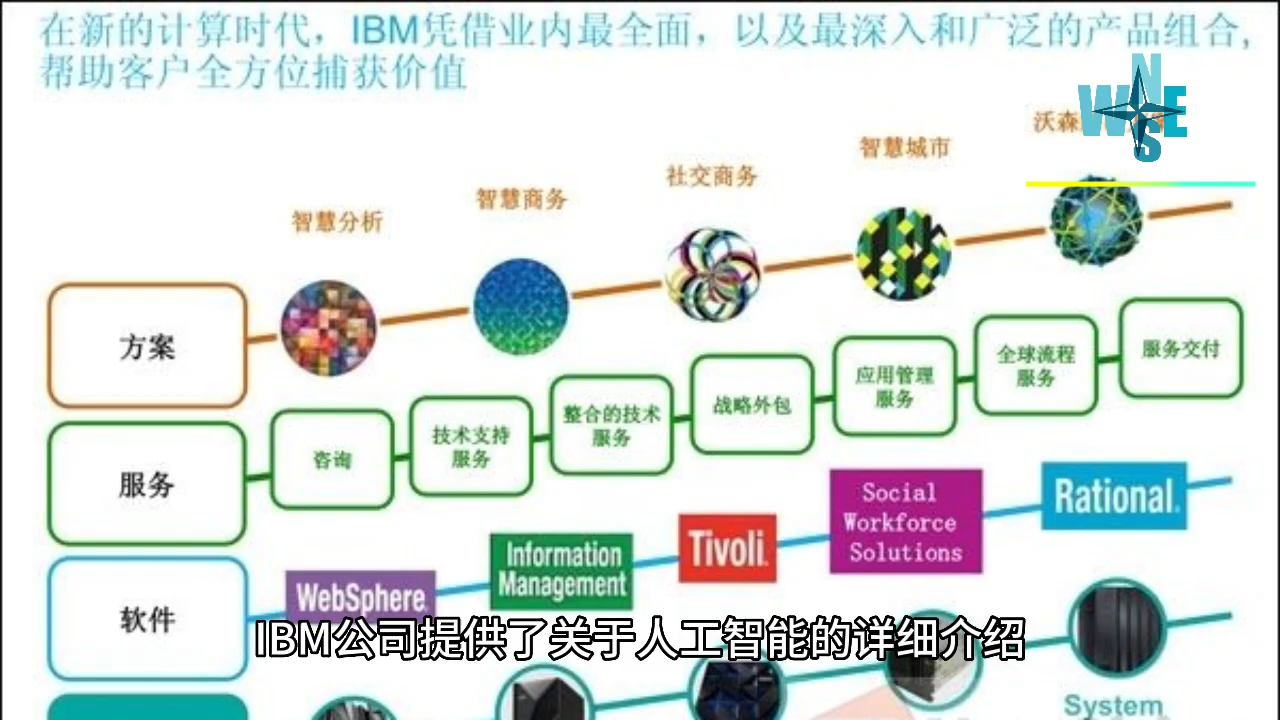 在新的计算时代，IBM凭借业内最全面，以及最深入和广泛的产品组合，
帮助客户全方位捕获价值
N
W E
S
沃森
智慧城市
社交商务
智慧商务
智慧分析
方案
服务
咨询
技术支持
服务
整合的技术
服务
战略外包
应用管理
服务
全球流程
服务
服务交付
软件
WebSphere.
Information
Management
Tivoli.
Social
Workforce
Solutions
Rational.
IBM公司提供了关于人工智能的详细介绍
System